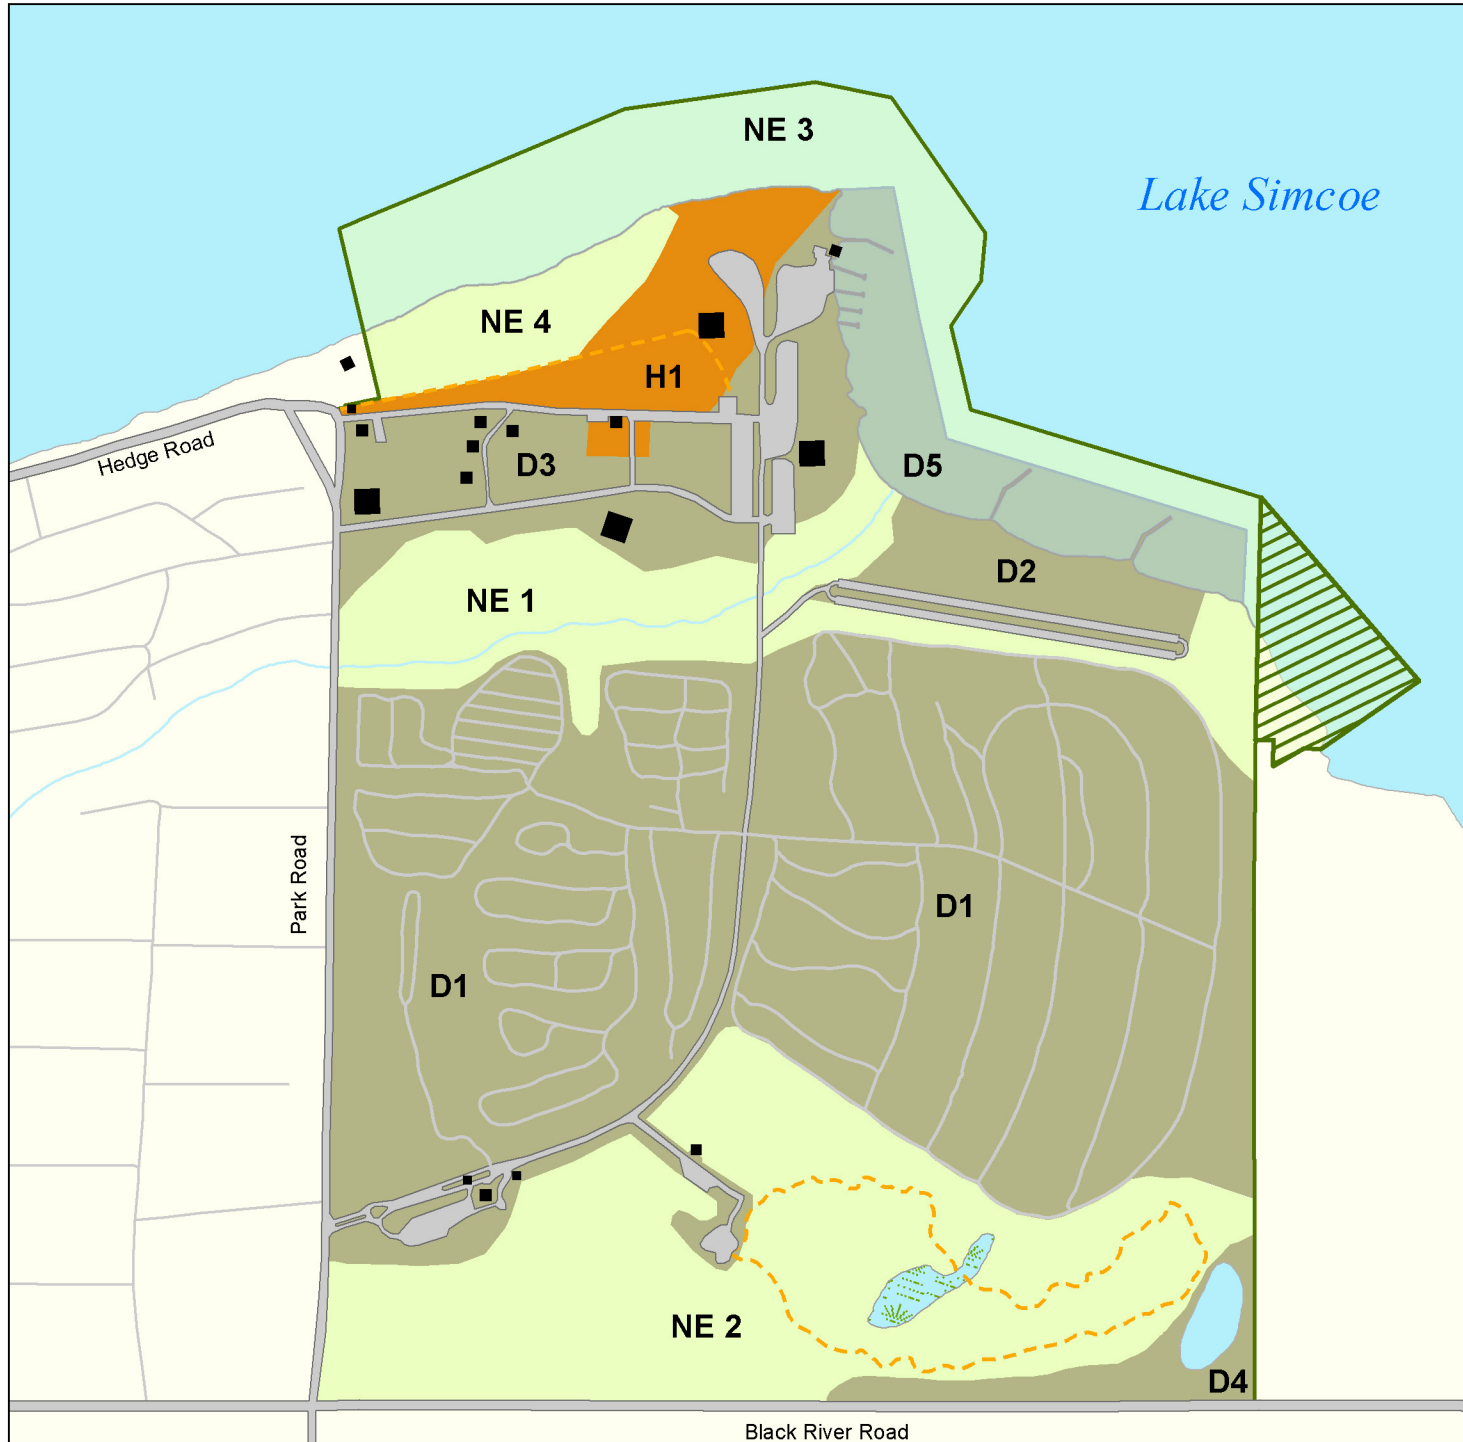 NE 3
Lake Simcoe
NE 4
H1
Hedge Road
D3
D5
D2
NE 1
Park Road
D1
D1
NE 2
D4
Black River Road